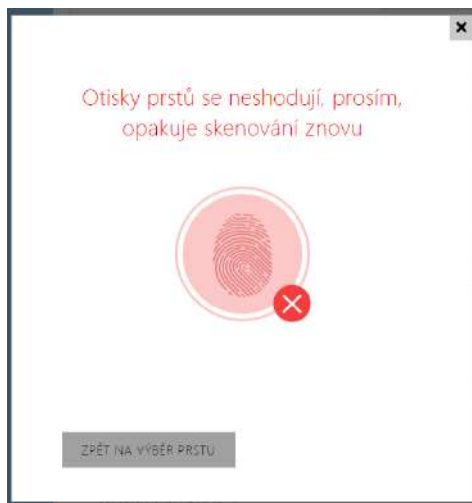 Otisky prstů se neshodují, prosím,
opakuje skenování znovu
ZPĚT NA VÝBĚR PRSTU